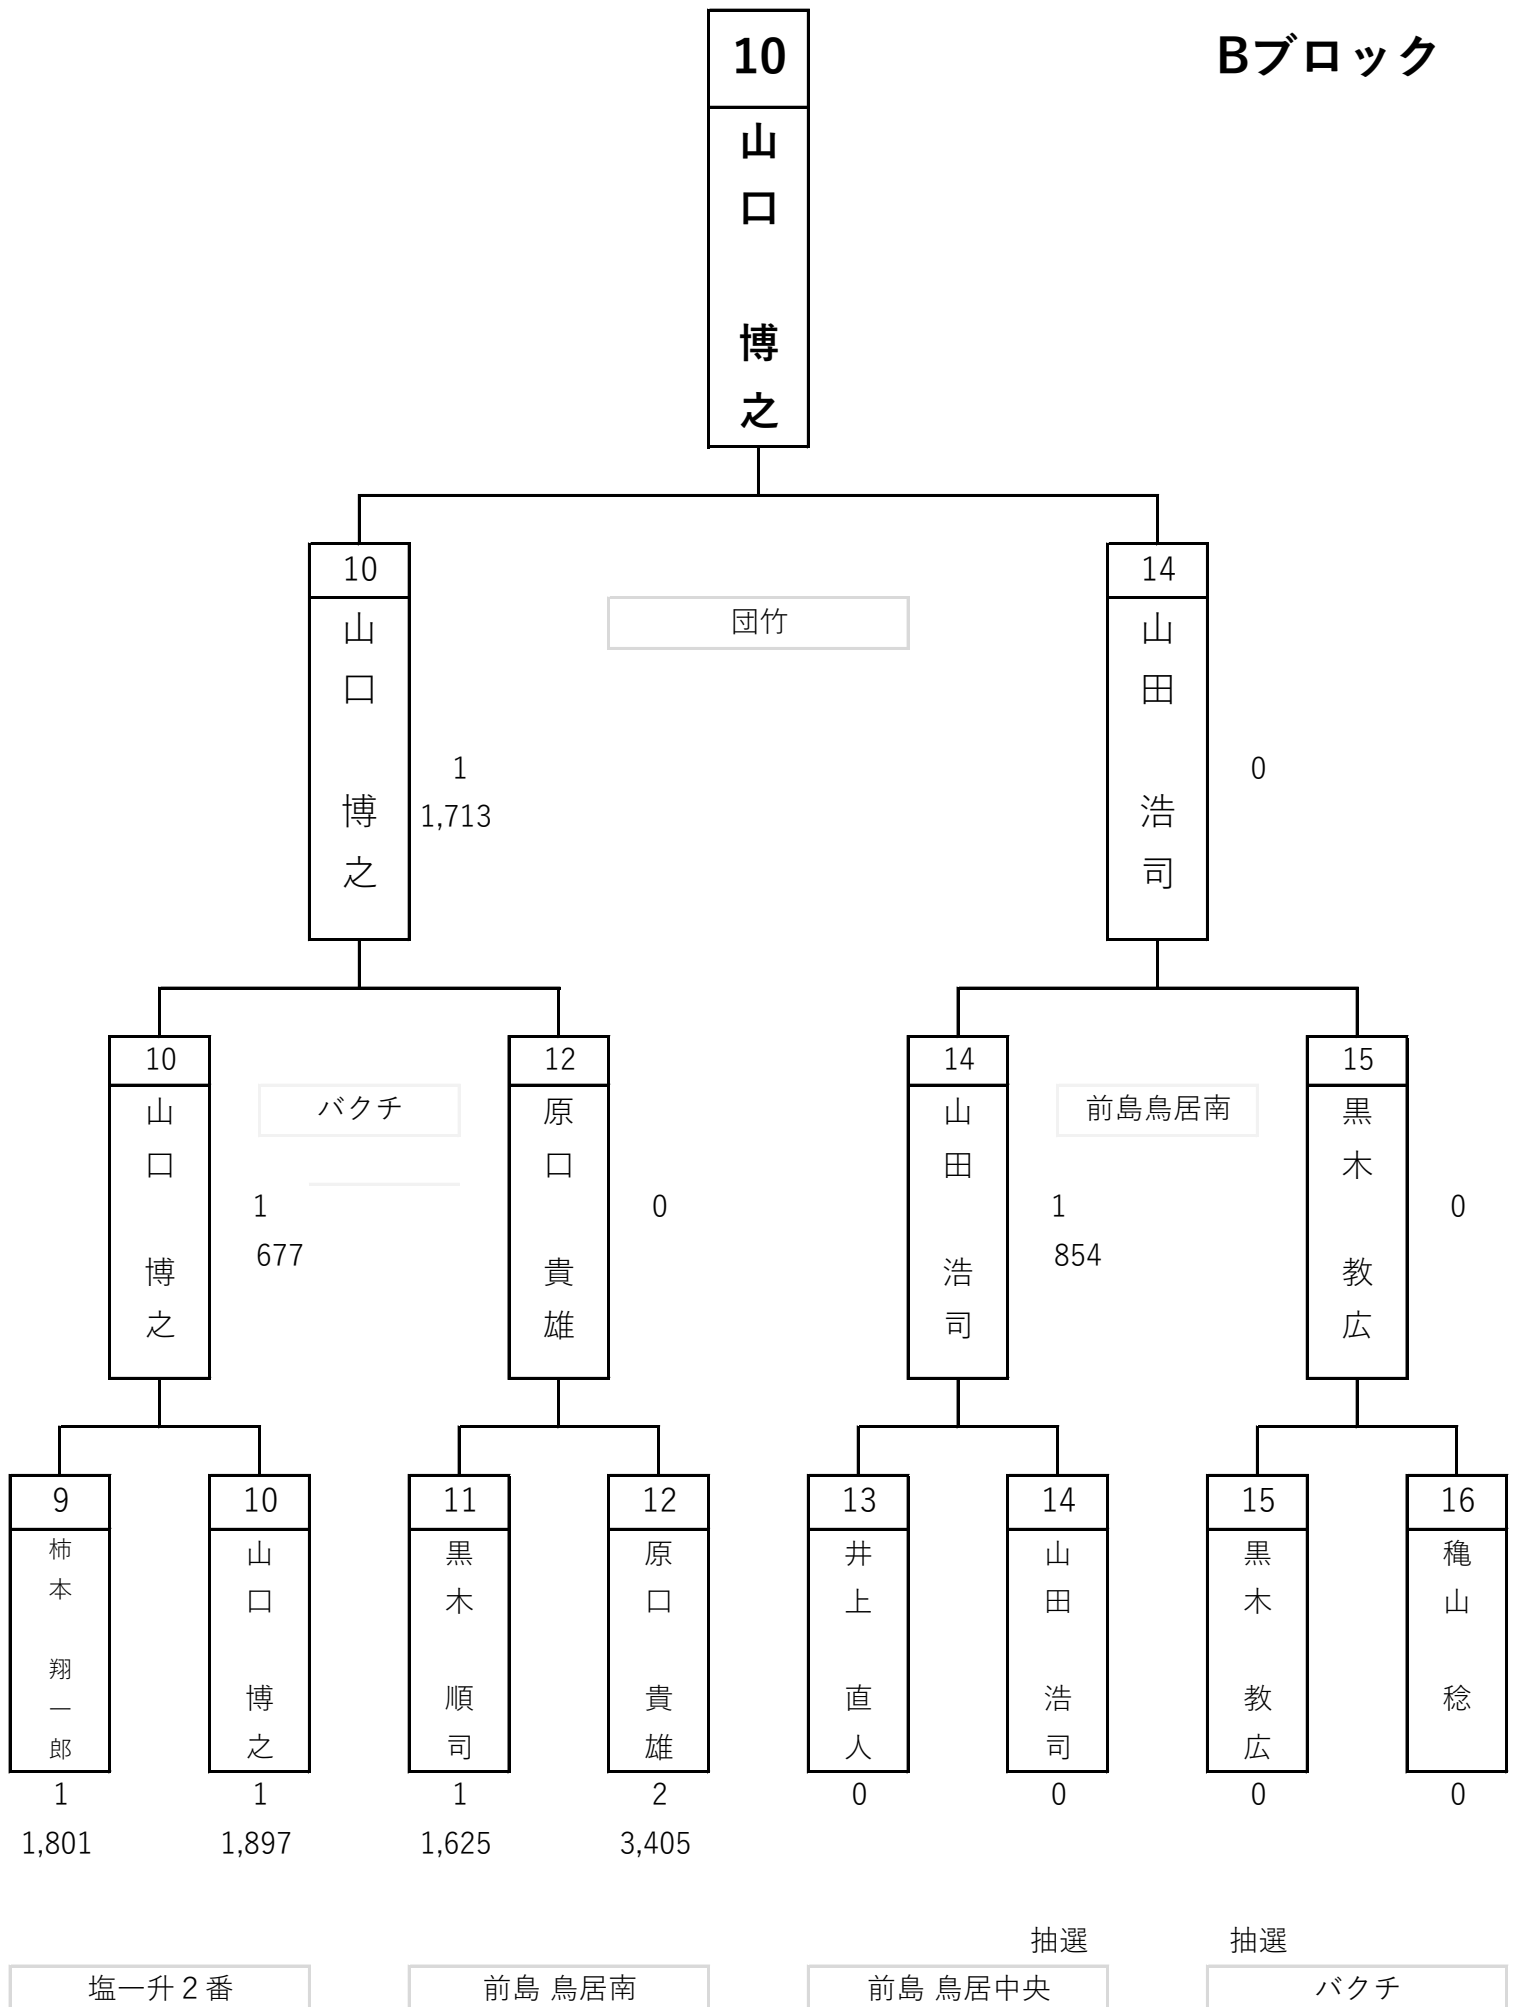 10
Bブロック
山口 博之
10
14
団竹
山口 博之
山田 浩司
1
0
1,713
10
12
14
15
バクチ
前島鳥居南
山口 博之
原口 貴雄
山田 浩司
黒木 教広
1
0
1
0
677
854
9
10
11
12
13
14
15
16
柿本 翔一郎
山口 博之
黒木 順司
原口 貴雄
井上 直人
山田 浩司
黒木 教広
穐山 稔
1
1
1
2
0
0
0
0
1,801
1,897
1,625
3,405
抽選
抽選
塩一升２番
前島 鳥居南
前島 鳥居中央
バクチ